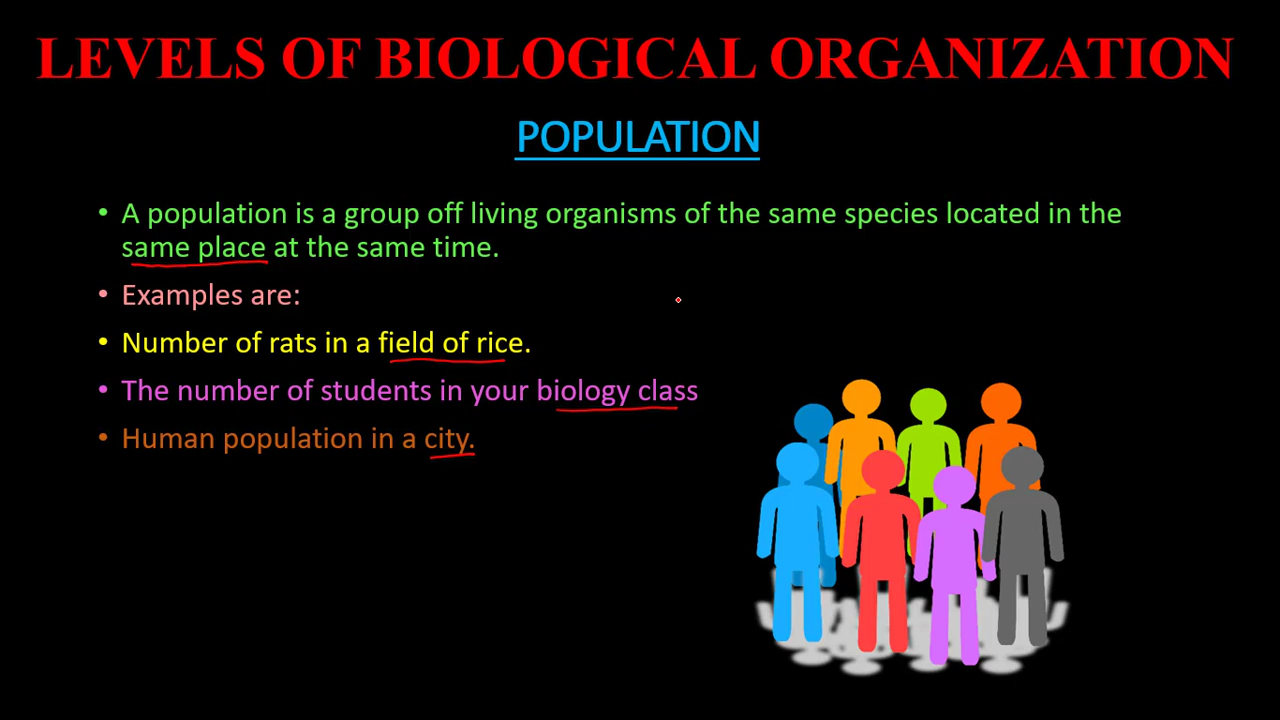 LEVELS OF BIOLOGICAL ORGANIZATION
POPULATION
• A population is a group off living organisms of the same species located in the
same place at the same time.
• Examples are:
• Number of rats in a field of rice.
• The number of students in your biology class
• Human population in a city.